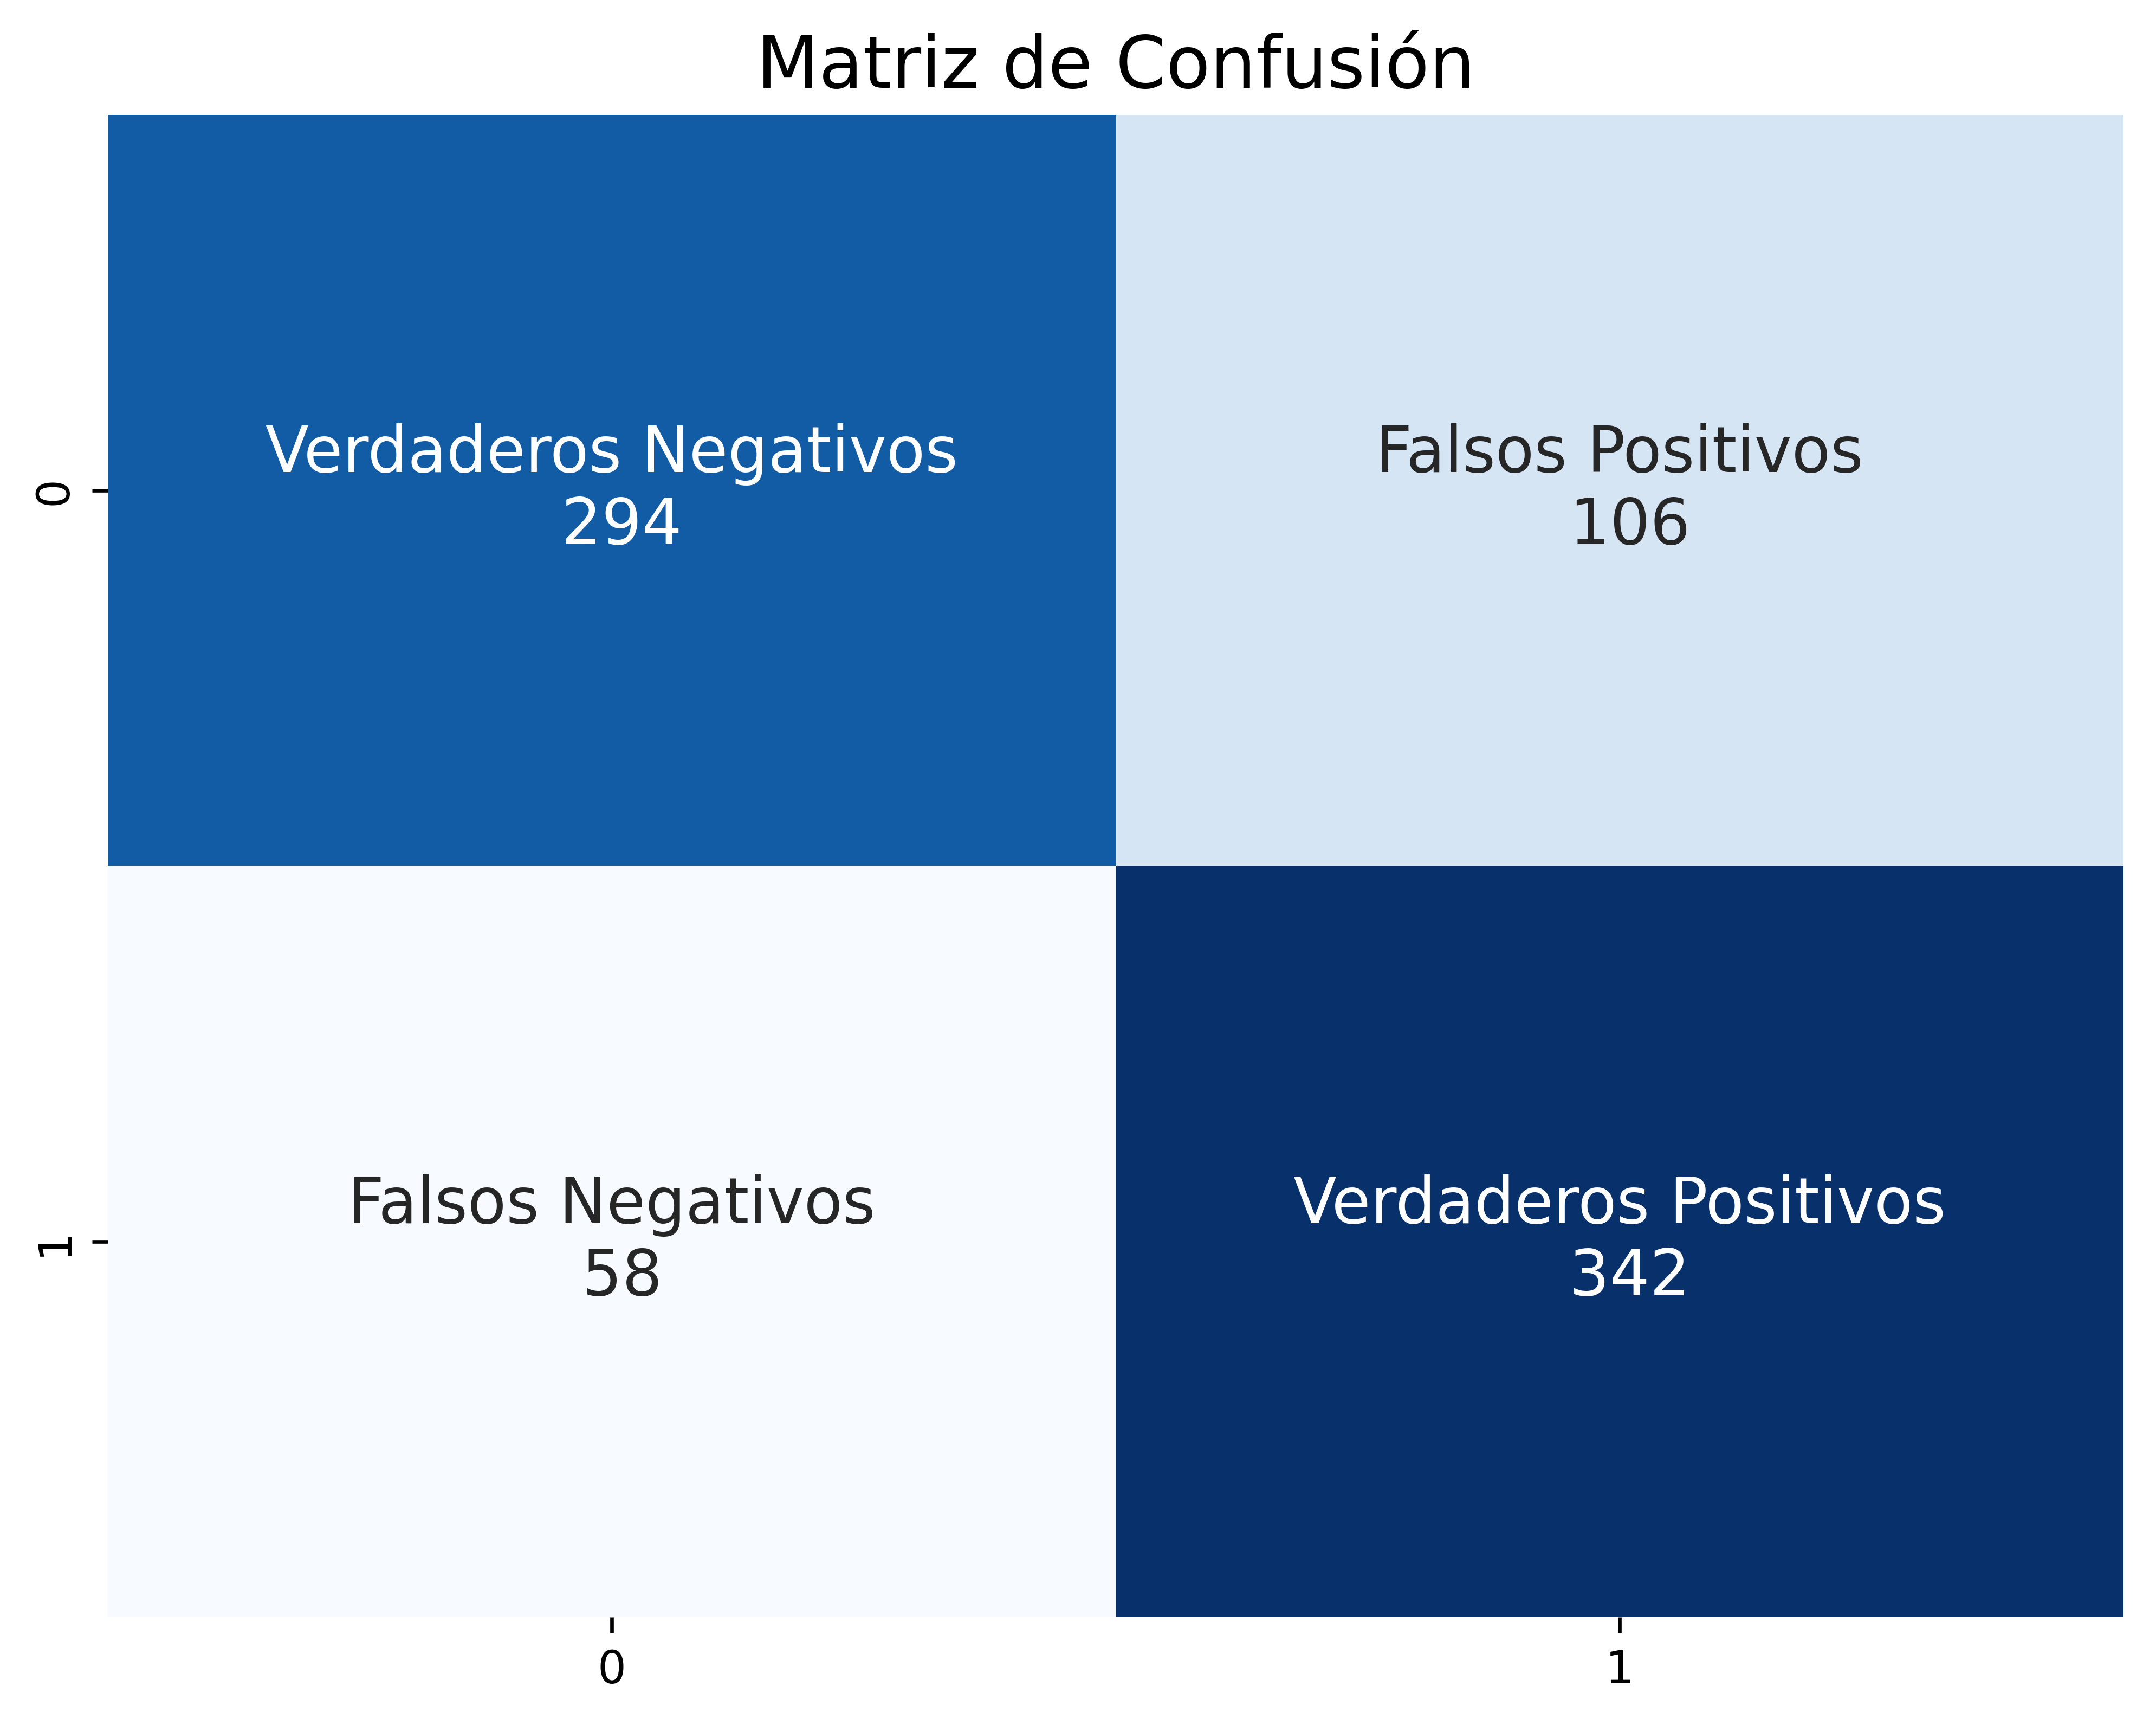 Matriz de Confusión
0
Verdaderos Negativos
294
Falsos Positivos
106
1
Falsos Negativos
58
Verdaderos Positivos
342
0
1